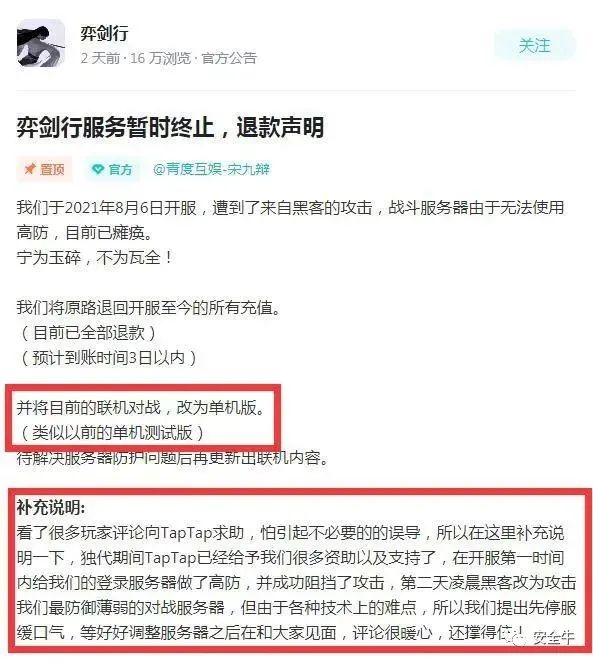 弈剑行
2 天前 · 16 万浏览 · 官方公告
关注
弈剑行服务暂时终止，退款声明
置顶
官方
@青度互娱-宋九辩
我们于2021年8月6日开服，遭到了来自黑客的攻击，战斗服务器由于无法使用
高防，目前已瘫痪。
宁为玉碎，不为瓦全！
我们将原路退回开服至今的所有充值。
（目前已全部退款）
（预计到账时间3日以内）
并将目前的联机对战，改为单机版。
（类似以前的单机测试版）
待解决服务器防护问题后再更新出联机内容。
补充说明:
看了很多玩家评论向TapTap求助，怕引起不必要的的误导，所以在这里补充说
明一下，独代期间TapTap已经给予我们很多资助以及支持了，在开服第一时间
内给我们的登录服务器做了高防，并成功阻挡了攻击，第二天凌晨黑客改为攻击
我们最防御薄弱的对战服务器，但由于各种技术上的难点，所以我们提出先停服
缓口气，等好好调整服务器之后在和大家见面，评论很暖心，还撑得住！
安全牛